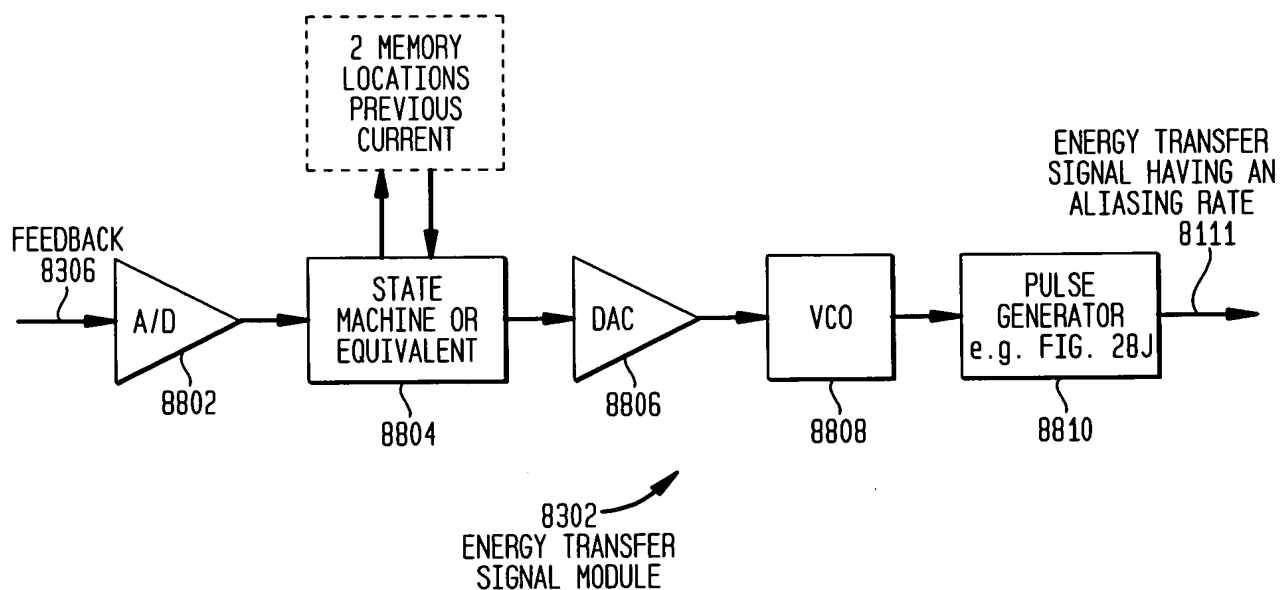 2 MEMORY
LOCATIONS
PREVIOUS
CURRENT
ENERGY TRANSFER
SIGNAL HAVING AN
ALIASING RATE
8111
FEEDBACK
8306
A/D
8802
STATE
MACHINE OR
EQUIVALENT
8804
DAC
8806
VCO
8808
PULSE
GENERATOR
e.g. FIG. 28J
8810
8302
ENERGY TRANSFER
SIGNAL MODULE